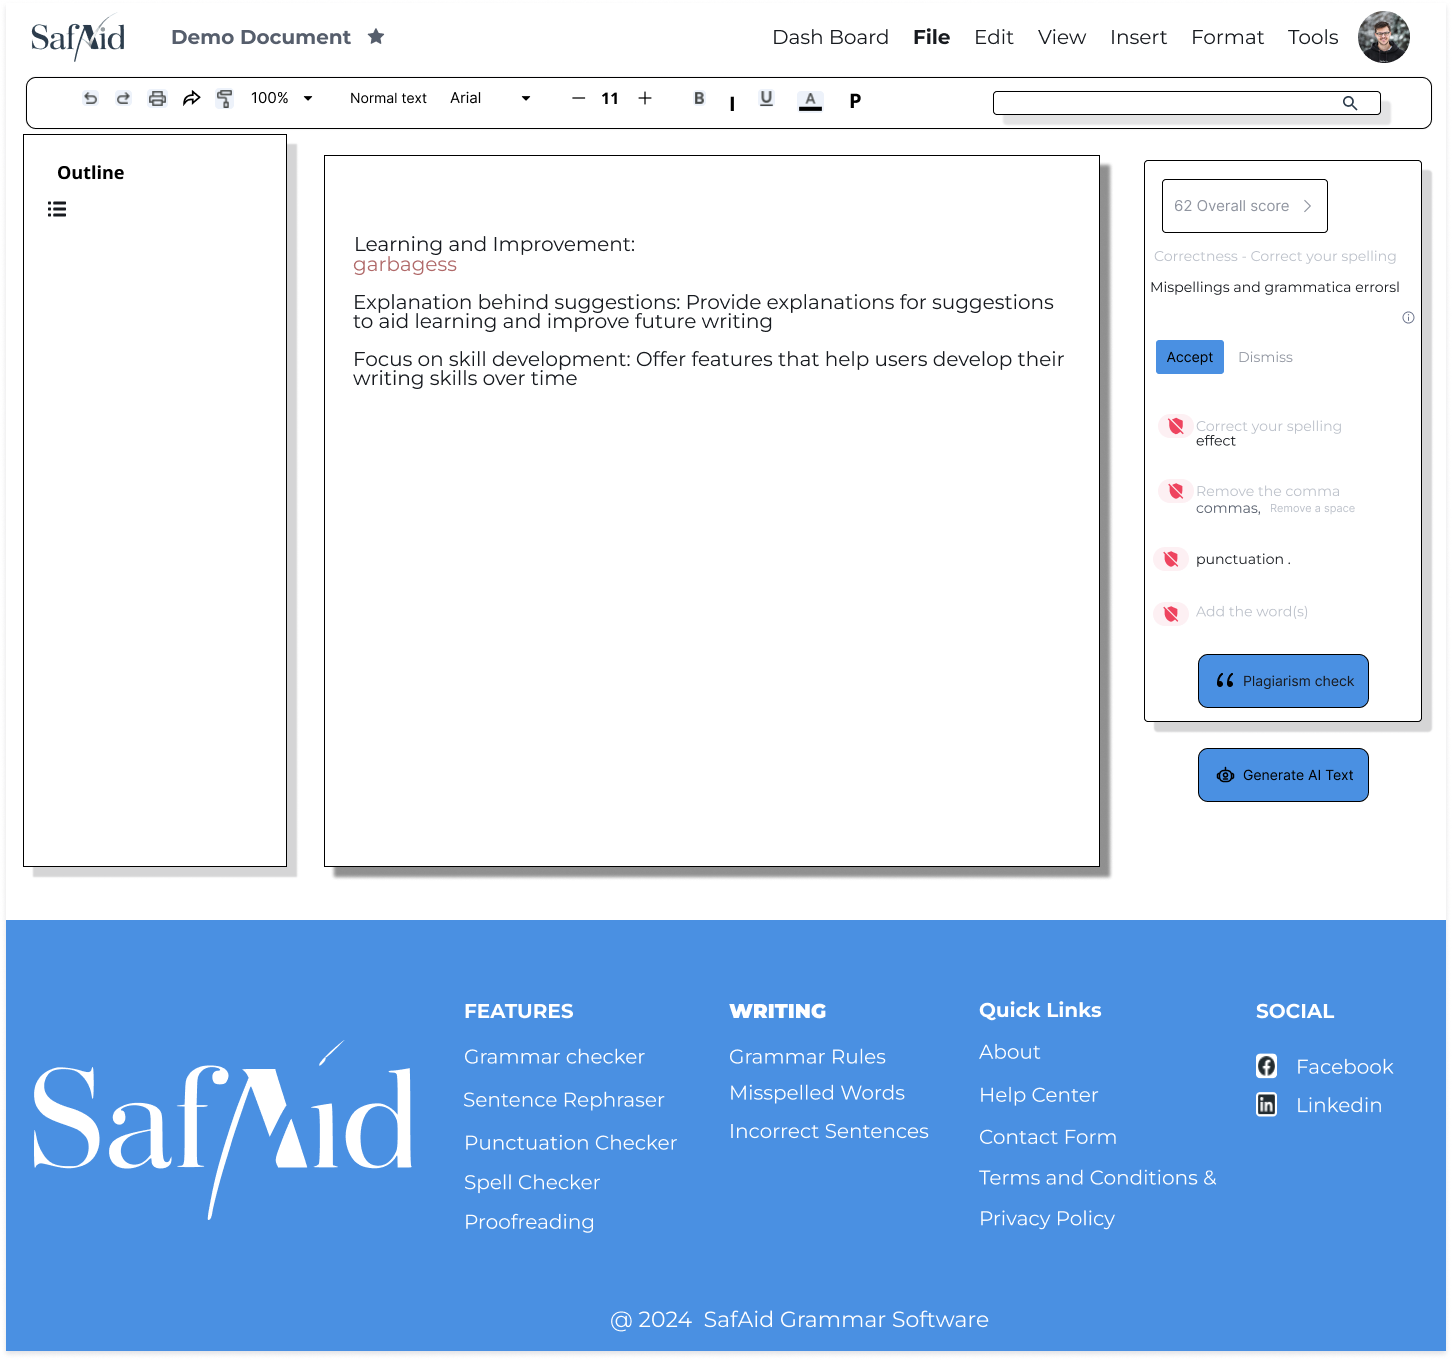 SafAid
Demo Document
Dash Board File Edit View Insert Format Tools
100% Normal text Arial 11 B I U A P
Outline
Learning and Improvement:
garbagess
Explanation behind suggestions: Provide explanations for suggestions
to aid learning and improve future writing
Focus on skill development: Offer features that help users develop their
writing skills over time
62 Overall score
Correctness - Correct your spelling
Mispellings and grammatica errorsl
Accept Dismiss
Correct your spelling
effect
Remove the comma
commas, Remove a space
punctuation .
Add the word(s)
Plagiarism check
Generate AI Text
SafAid
FEATURES
Grammar checker
Sentence Rephraser
Punctuation Checker
Spell Checker
Proofreading
WRITING
Grammar Rules
Misspelled Words
Incorrect Sentences
Quick Links
About
Help Center
Contact Form
Terms and Conditions &
Privacy Policy
SOCIAL
Facebook
Linkedin
@ 2024 SafAid Grammar Software